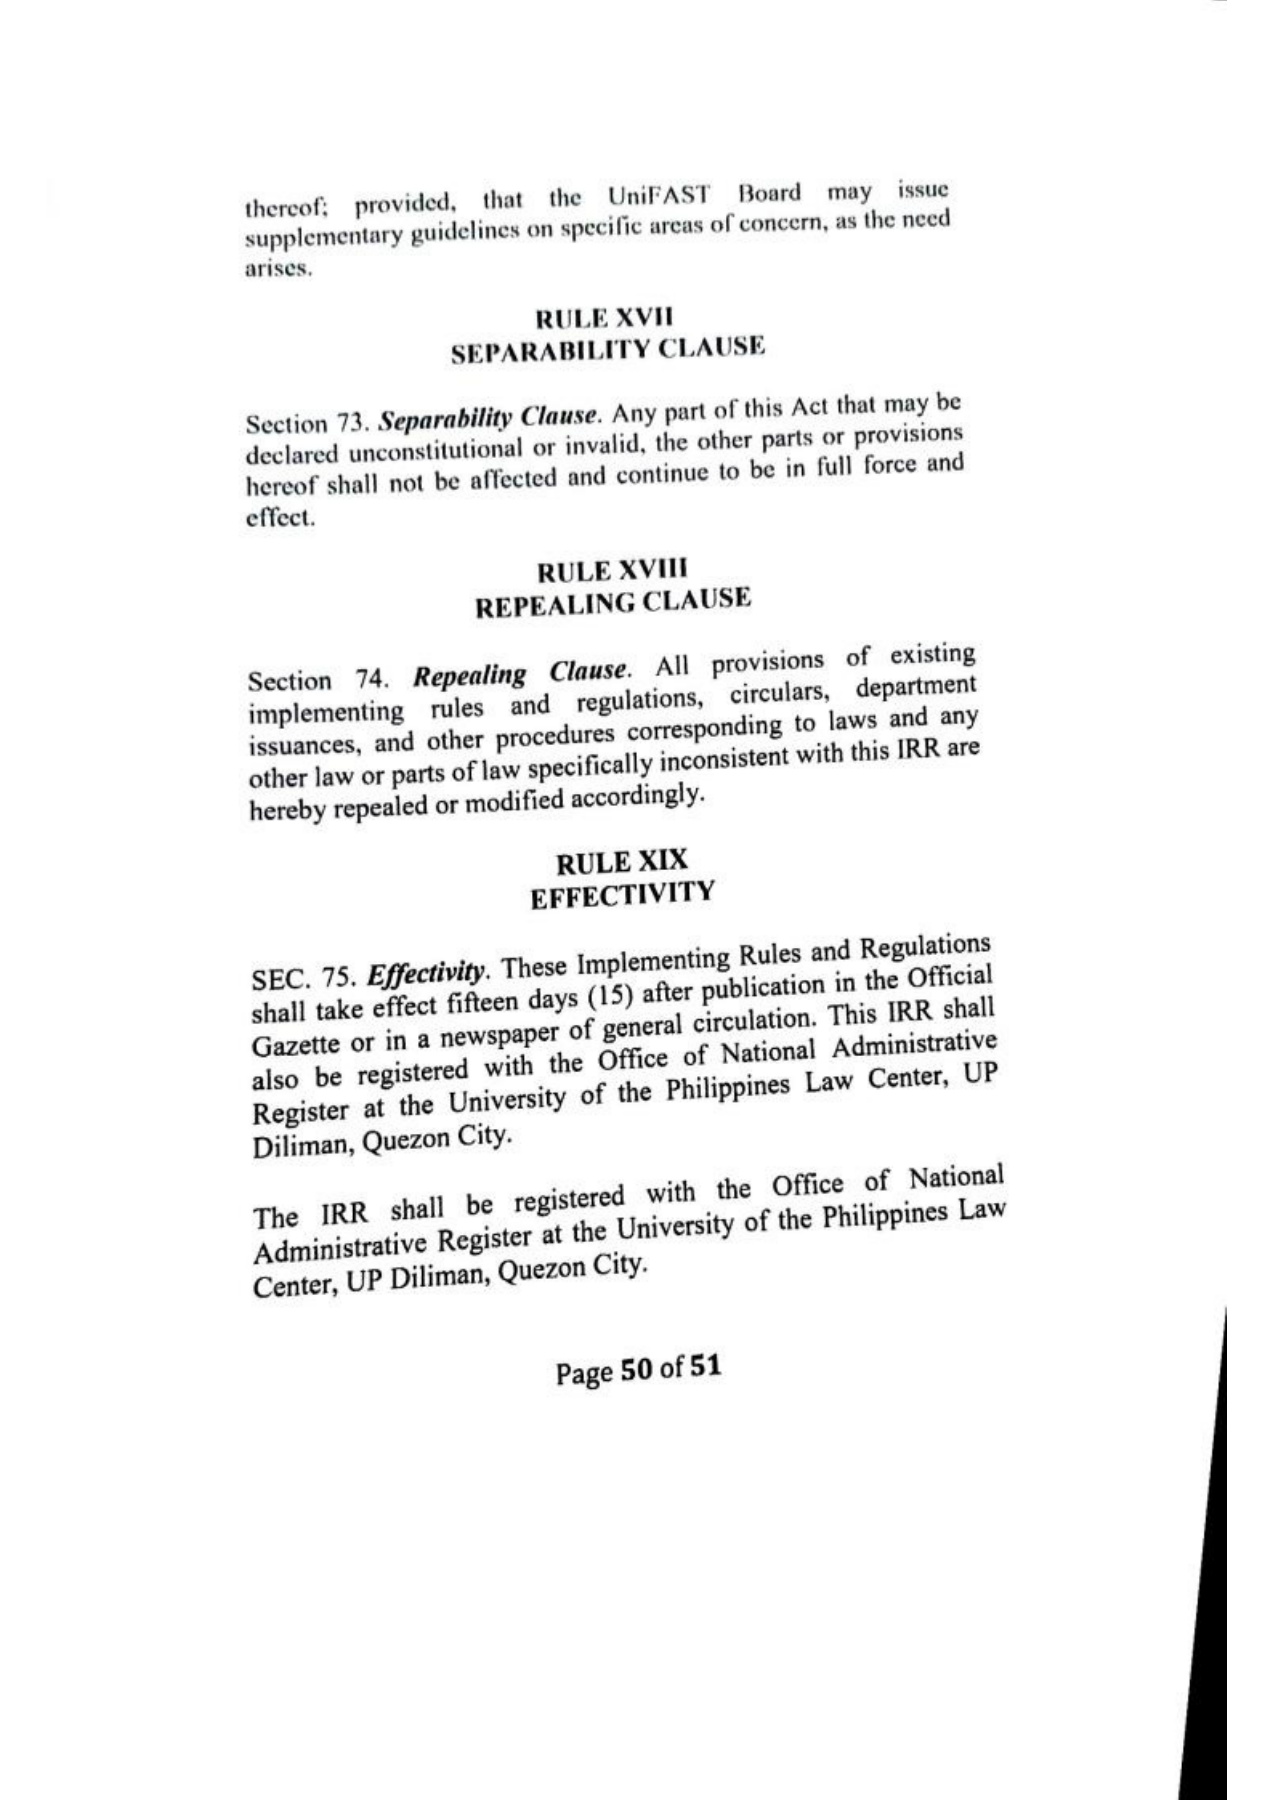 thereof; provided, that the UniFAST Board may issue
supplementary guidelines on specific areas of concern, as the need
arises.
RULE XVII
SEPARABILITY CLAUSE
Section 73. Separability Clause. Any part of this Act that may be
declared unconstitutional or invalid, the other parts or provisions
hereof shall not be affected and continue to be in full force and
effect.
RULE XVIII
REPEALING CLAUSE
Section 74. Repealing Clause. All provisions of existing
implementing rules and regulations, circulars, department
issuances, and other procedures corresponding to laws and any
other law or parts of law specifically inconsistent with this IRR are
hereby repealed or modified accordingly.
RULE XIX
EFFECTIVITY
SEC. 75. Effectivity. These Implementing Rules and Regulations
shall take effect fifteen days (15) after publication in the Official
Gazette or in a newspaper of general circulation. This IRR shall
also be registered with the Office of National Administrative
Register at the University of the Philippines Law Center, UP
Diliman, Quezon City.
The IRR shall be registered with the Office of National
Administrative Register at the University of the Philippines Law
Center, UP Diliman, Quezon City.
Page 50 of 51